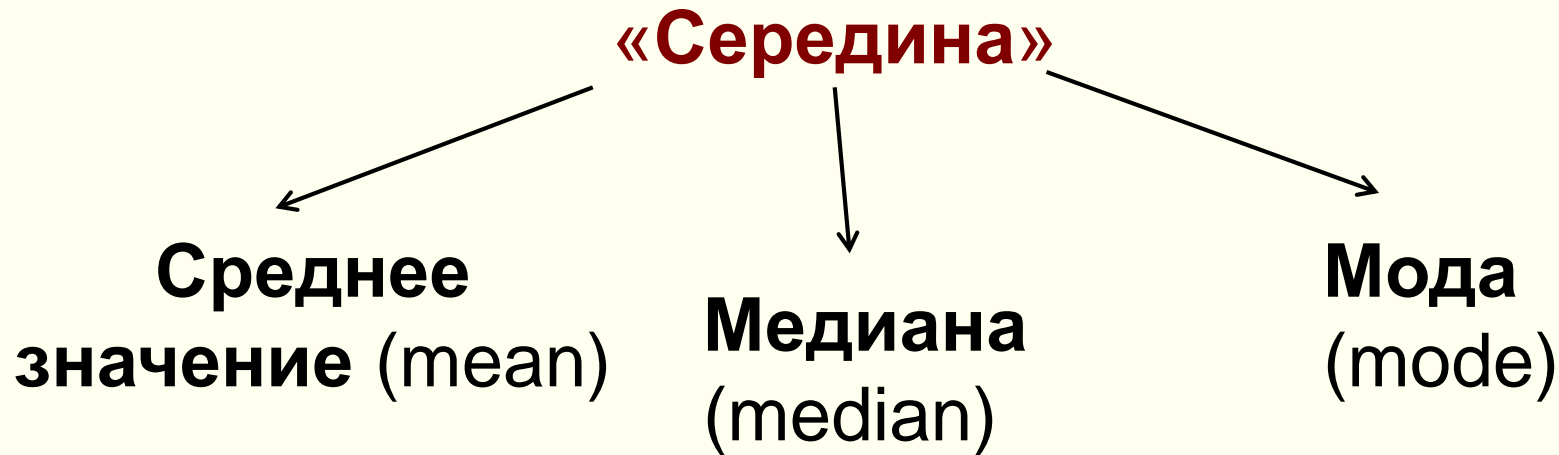 «Середина»
Среднее
значение (mean)
Медиана
(median)
Мода
(mode)